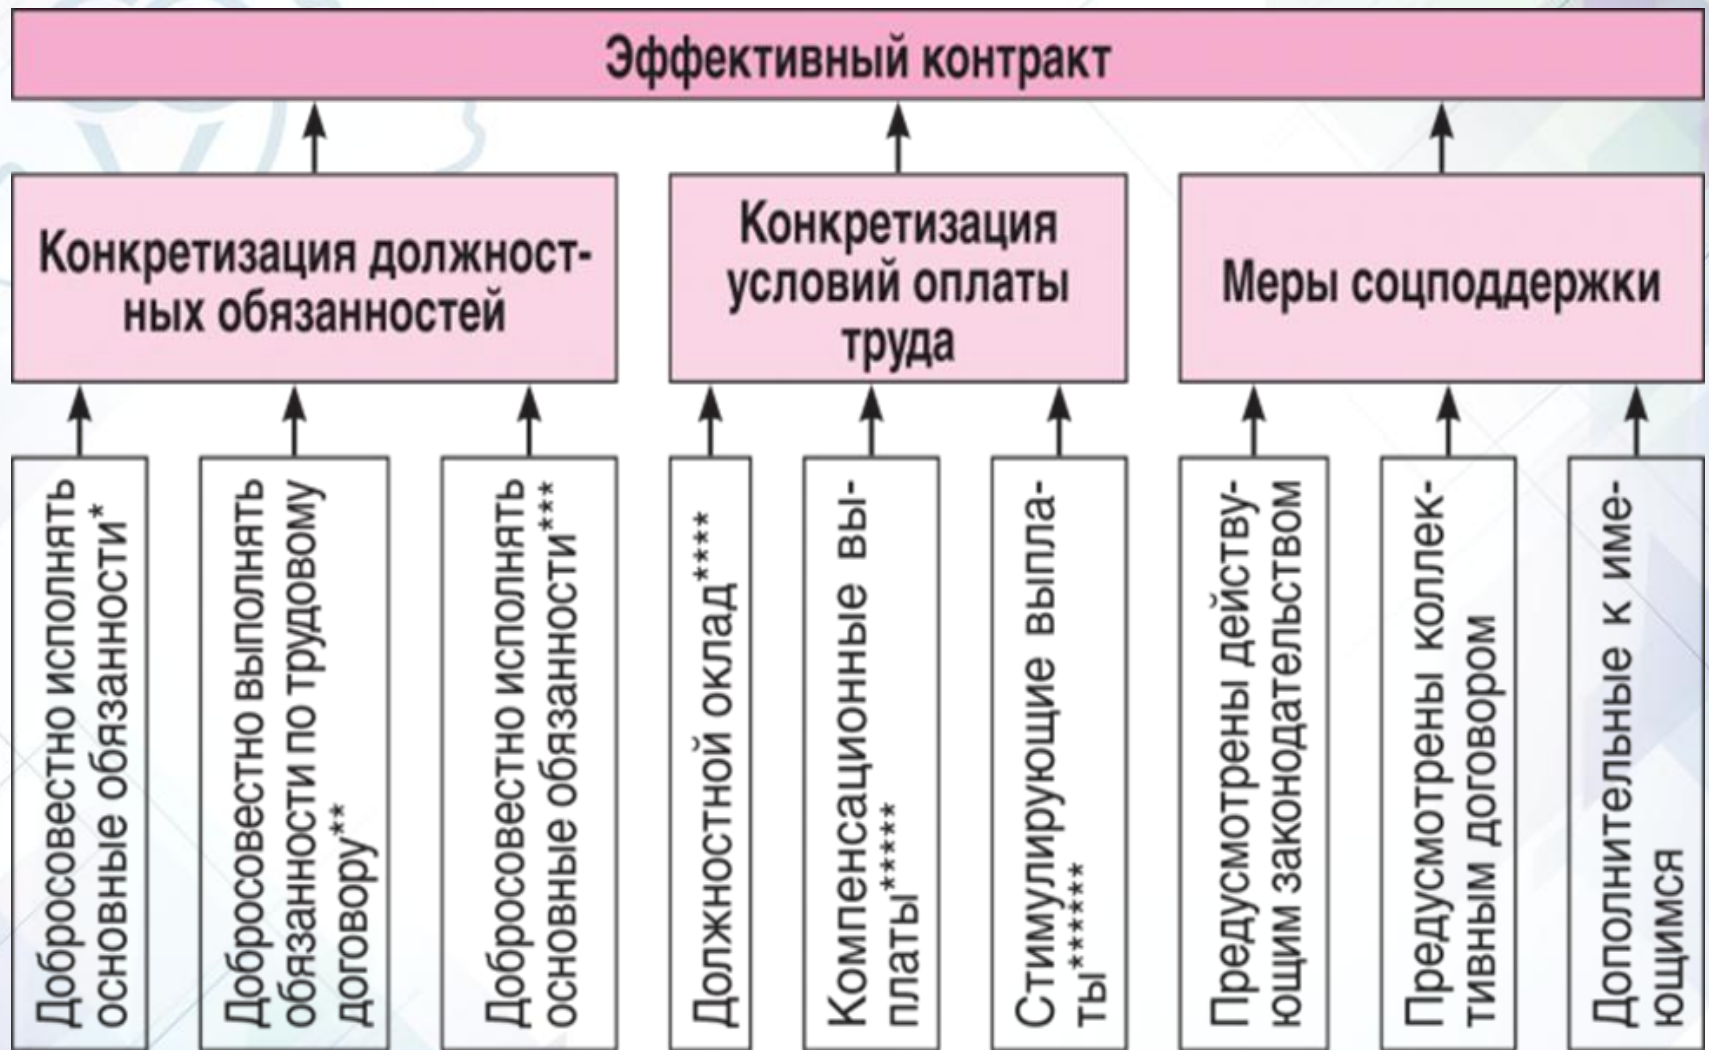 Эффективный контракт
Конкретизация должност-
ных обязанностей
Конкретизация
условий оплаты
труда
Меры соцподдержки
Добросовестно исполнять
основные обязанности*
Добросовестно выполнять
обязанности по трудовому
договору**
Добросовестно исполнять
основные обязанности***
Должностной оклад****
Компенсационные вы-
платы*****
Стимулирующие выпла-
ты*******
Предусмотрены действу-
ющим законодательством
Предусмотрены коллек-
тивным договором
Дополнительные к име-
ющимся